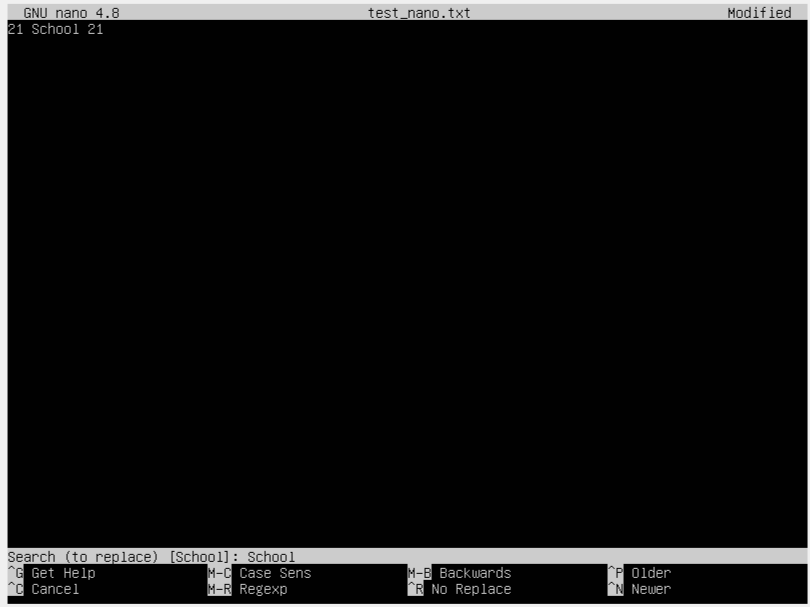 GNU nano 4.8 test_nano.txt Modified
21 School 21
Search (to replace) [School]: School
^G Get Help M-C Case Sens M-B Backwards ^P Older
^C Cancel M-R Regexp ^R No Replace ^N Newer